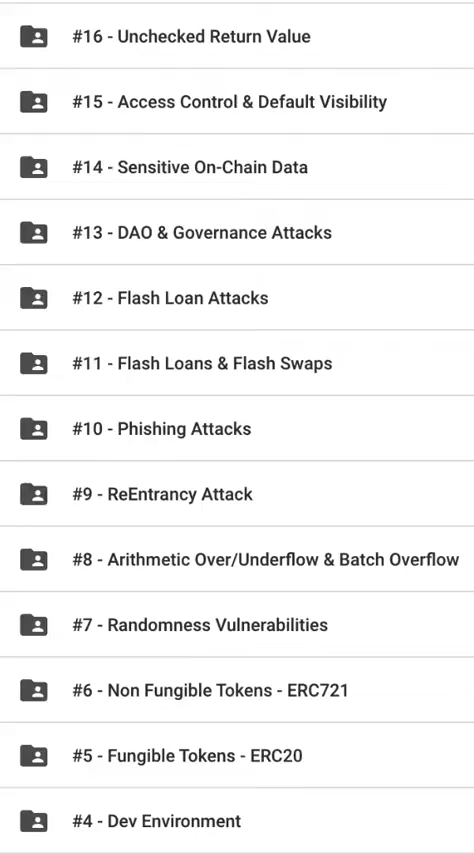 #16 - Unchecked Return Value
#15 - Access Control & Default Visibility
#14 - Sensitive On-Chain Data
#13 - DAO & Governance Attacks
#12 - Flash Loan Attacks
#11 - Flash Loans & Flash Swaps
#10 - Phishing Attacks
#9 - ReEntrancy Attack
#8 - Arithmetic Over/Underflow & Batch Overflow
#7 - Randomness Vulnerabilities
#6 - Non Fungible Tokens - ERC721
#5 - Fungible Tokens - ERC20
#4 - Dev Environment